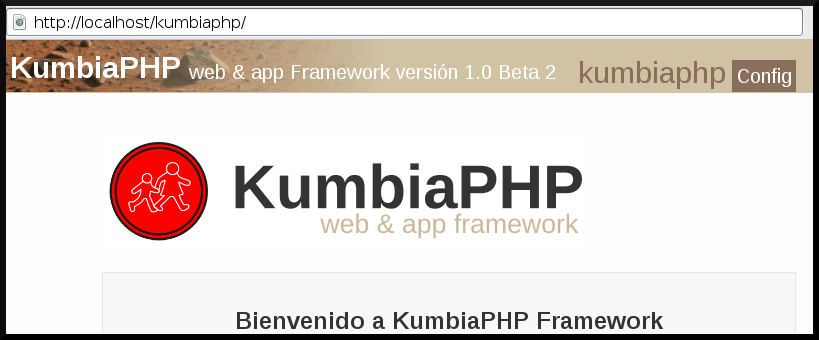 http://localhost/kumbiaphp/
KumbiaPHP web & app Framework versión 1.0 Beta 2 kumbiaphp Config
KumbiaPHP
web & app framework
Bienvenido a KumbiaPHP Framework